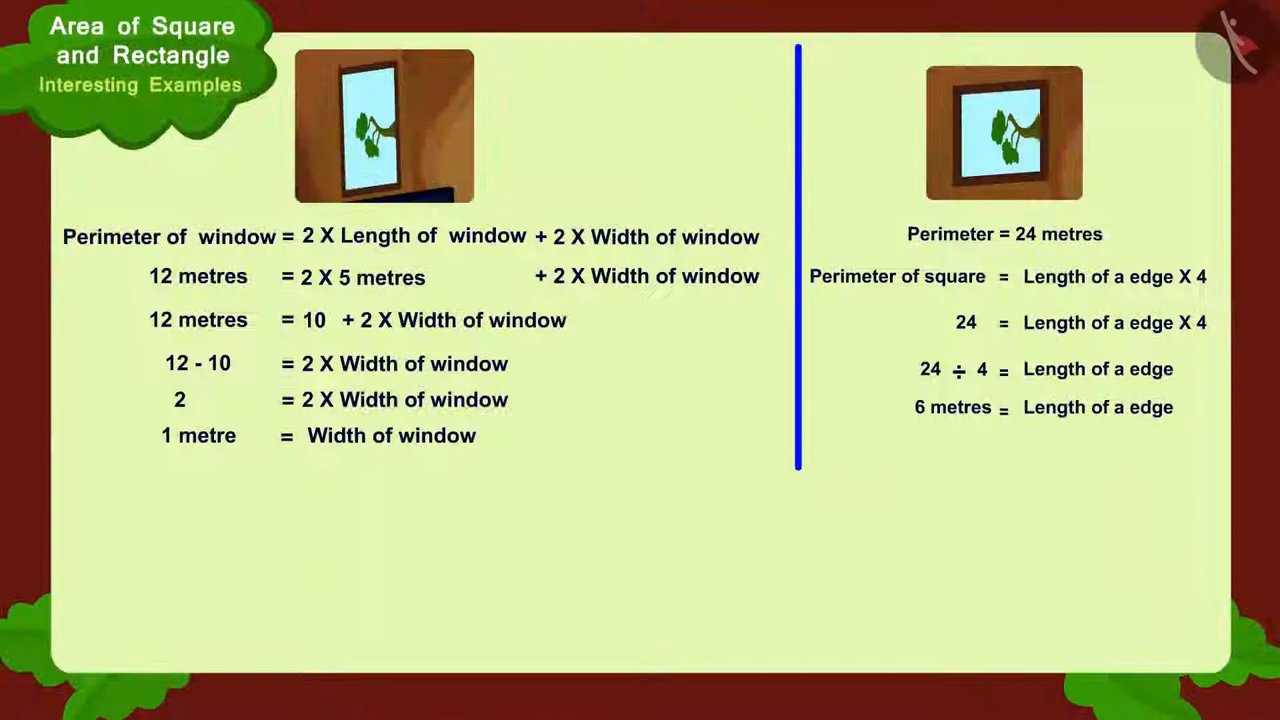 Area of Square
and Rectangle
Interesting Examples
Perimeter of window = 2 X Length of window + 2 X Width of window
12 metres = 2 X 5 metres + 2 X Width of window
12 metres = 10 + 2 X Width of window
12 - 10 = 2 X Width of window
2 = 2 X Width of window
1 metre = Width of window
Perimeter = 24 metres
Perimeter of square = Length of a edge X 4
24 = Length of a edge X 4
24 ÷ 4 = Length of a edge
6 metres = Length of a edge